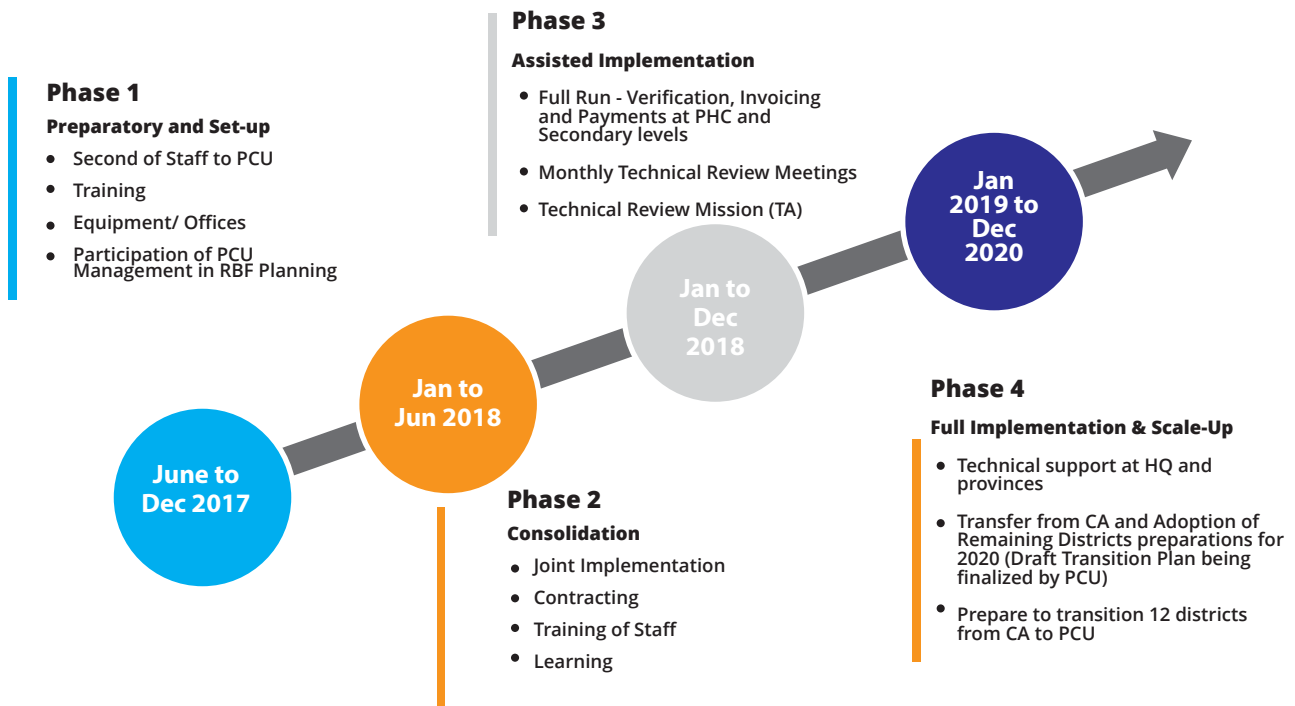 Phase 1
Preparatory and Set-up
• Second of Staff to PCU
• Training
• Equipment/ Offices
• Participation of PCU
Management in RBF Planning
June to
Dec 2017
Jan to
Jun 2018
Phase 2
Consolidation
• Joint Implementation
• Contracting
• Training of Staff
• Learning
Phase 3
Assisted Implementation
• Full Run - Verification, Invoicing
and Payments at PHC and
Secondary levels
• Monthly Technical Review Meetings
• Technical Review Mission (TA)
Jan to
Dec
2018
Jan
2019 to
Dec
2020
Phase 4
Full Implementation & Scale-Up
• Technical support at HQ and
provinces
• Transfer from CA and Adoption of
Remaining Districts preparations for
2020 (Draft Transition Plan being
finalized by PCU)
• Prepare to transition 12 districts
from CA to PCU